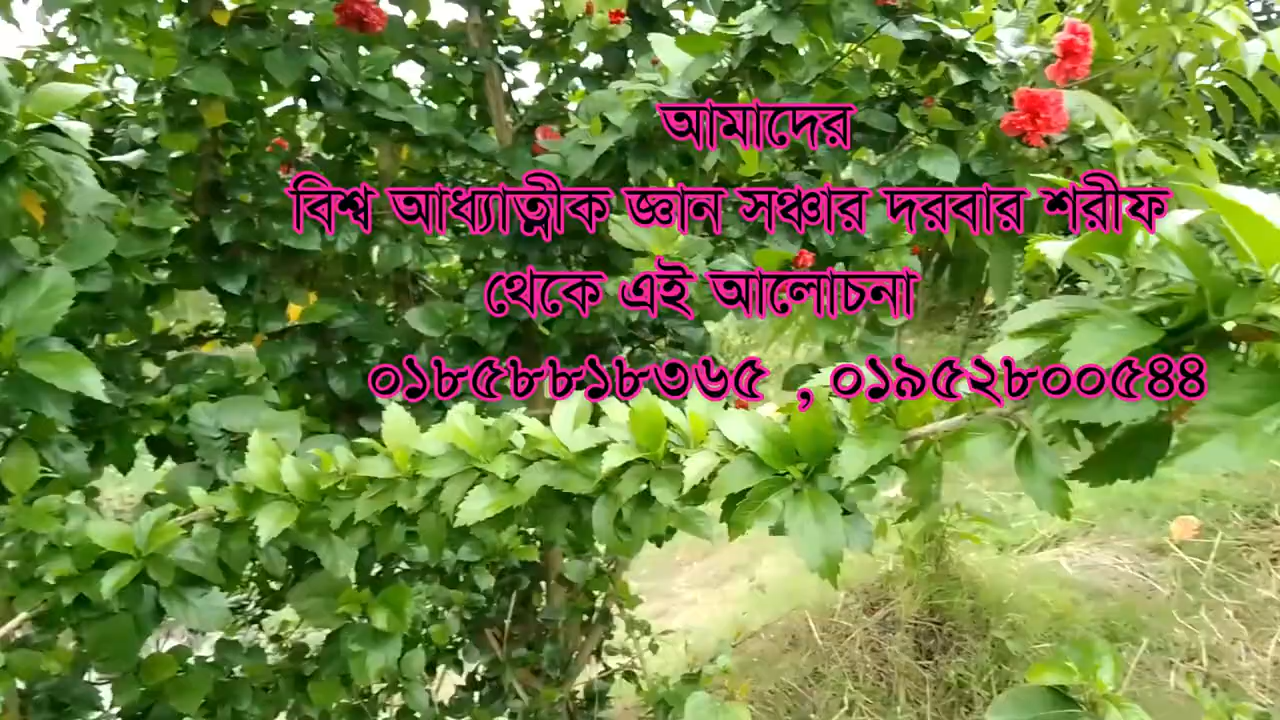 আমাদের
বিশ্ব আধ্যাত্নীক জ্ঞান সঞ্চার দরবার শরীফ
থেকে এই আলোচনা
০১৮৫৮৮১৮৩৬৫ , ০১৯৫২৮০০৫৪৪